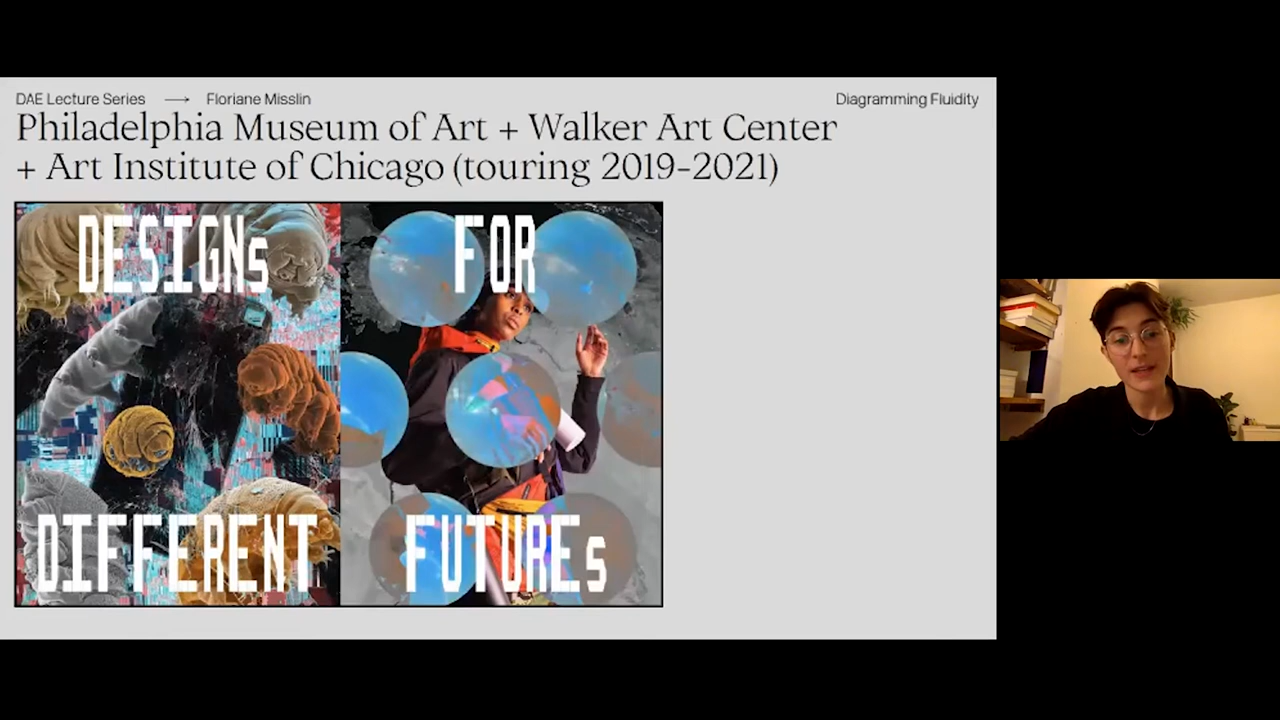 DAE Lecture Series → Floriane Misslin
Diagramming Fluidity
Philadelphia Museum of Art + Walker Art Center
+ Art Institute of Chicago (touring 2019-2021)
DESIGNs FOR
DIFFERENT FUTUREs